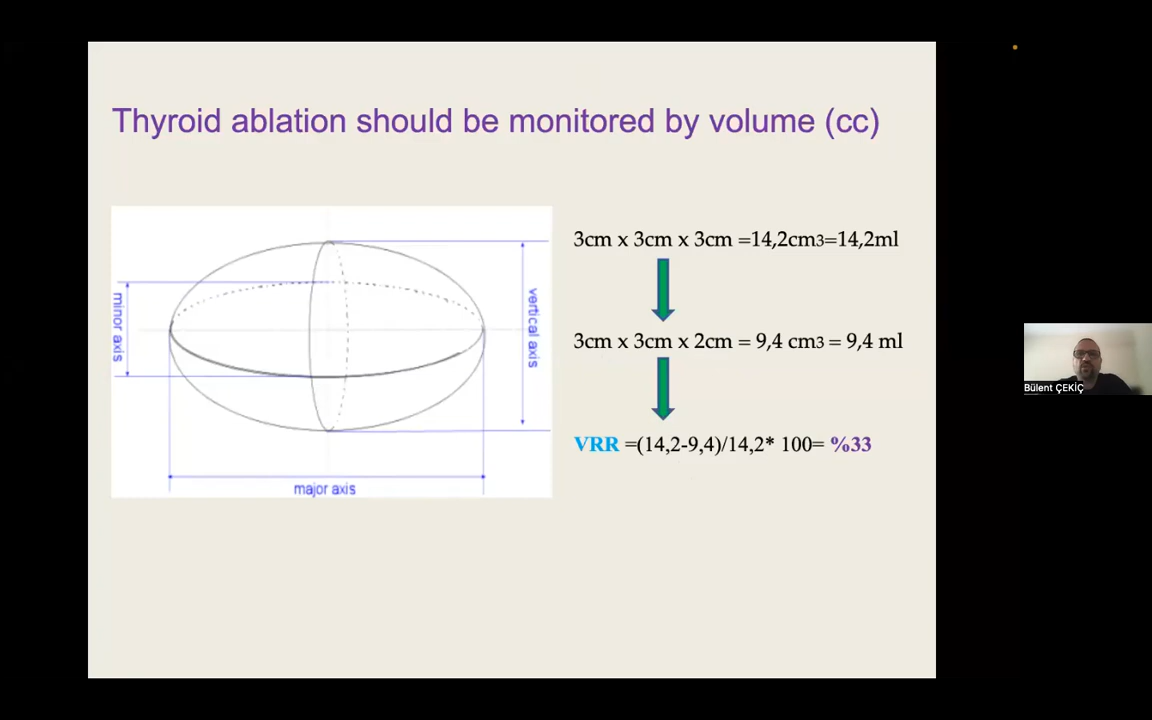 Thyroid ablation should be monitored by volume (cc)
minor axis
vertical axis
major axis
3cm x 3cm x 3cm =14,2cm3=14,2ml
3cm x 3cm x 2cm = 9,4 cm3 = 9,4 ml
VRR =(14,2-9,4)/14,2* 100= %33
Bülent ÇEKİÇ